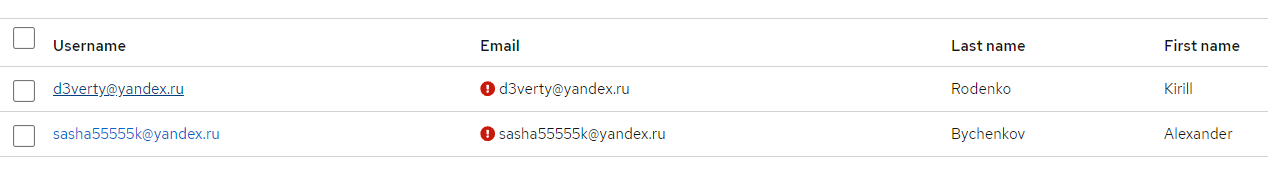 Username Email Last name First name
d3verty@yandex.ru d3verty@yandex.ru Rodenko Kirill
sasha55555k@yandex.ru sasha55555k@yandex.ru Bychenkov Alexander